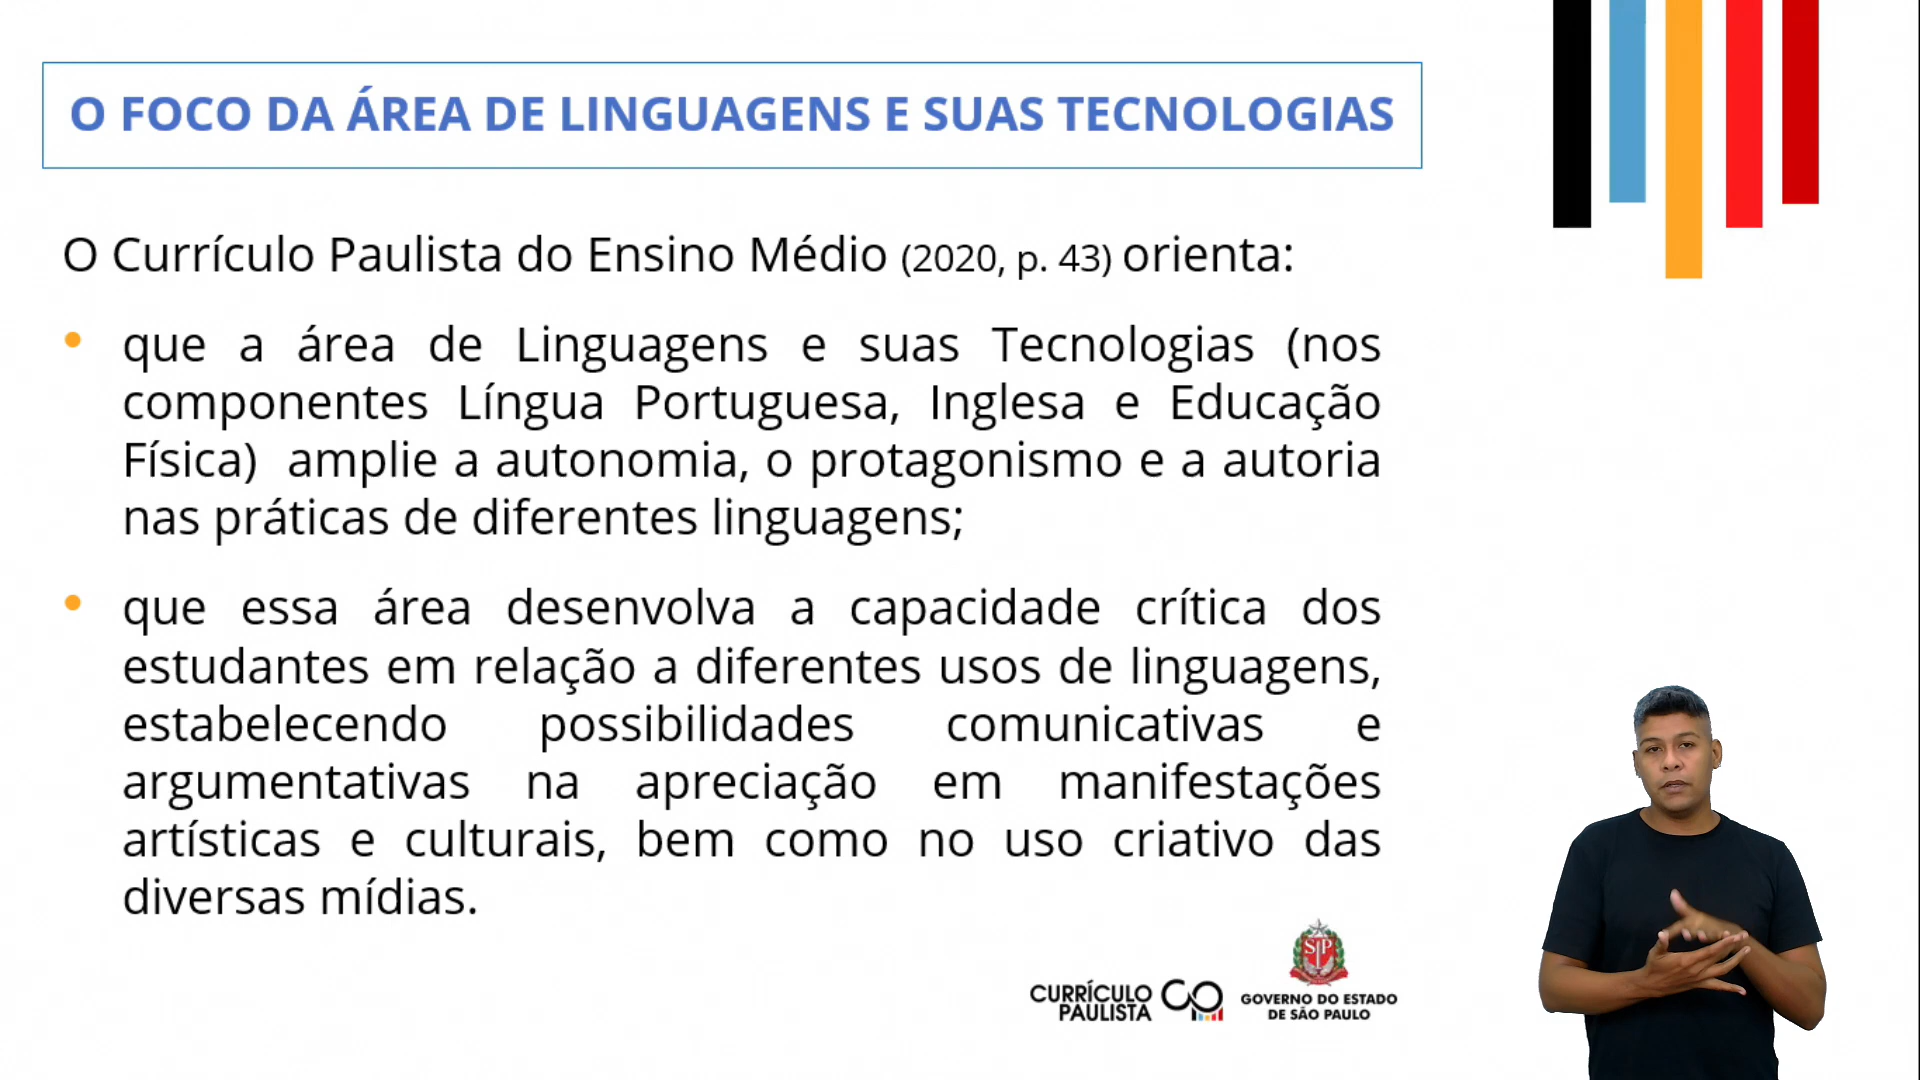 O FOCO DA ÁREA DE LINGUAGENS E SUAS TECNOLOGIAS
O Currículo Paulista do Ensino Médio (2020, p. 43) orienta:
• que a área de Linguagens e suas Tecnologias (nos
componentes Língua Portuguesa, Inglesa e Educação
Física) amplie a autonomia, o protagonismo e a autoria
nas práticas de diferentes linguagens;
• que essa área desenvolva a capacidade crítica dos
estudantes em relação a diferentes usos de linguagens,
estabelecendo possibilidades comunicativas e
argumentativas na apreciação em manifestações
artísticas e culturais, bem como no uso criativo das
diversas mídias.
SP
CURRÍCULO
PAULISTA
GOVERNO DO ESTADO
DE SÃO PAULO